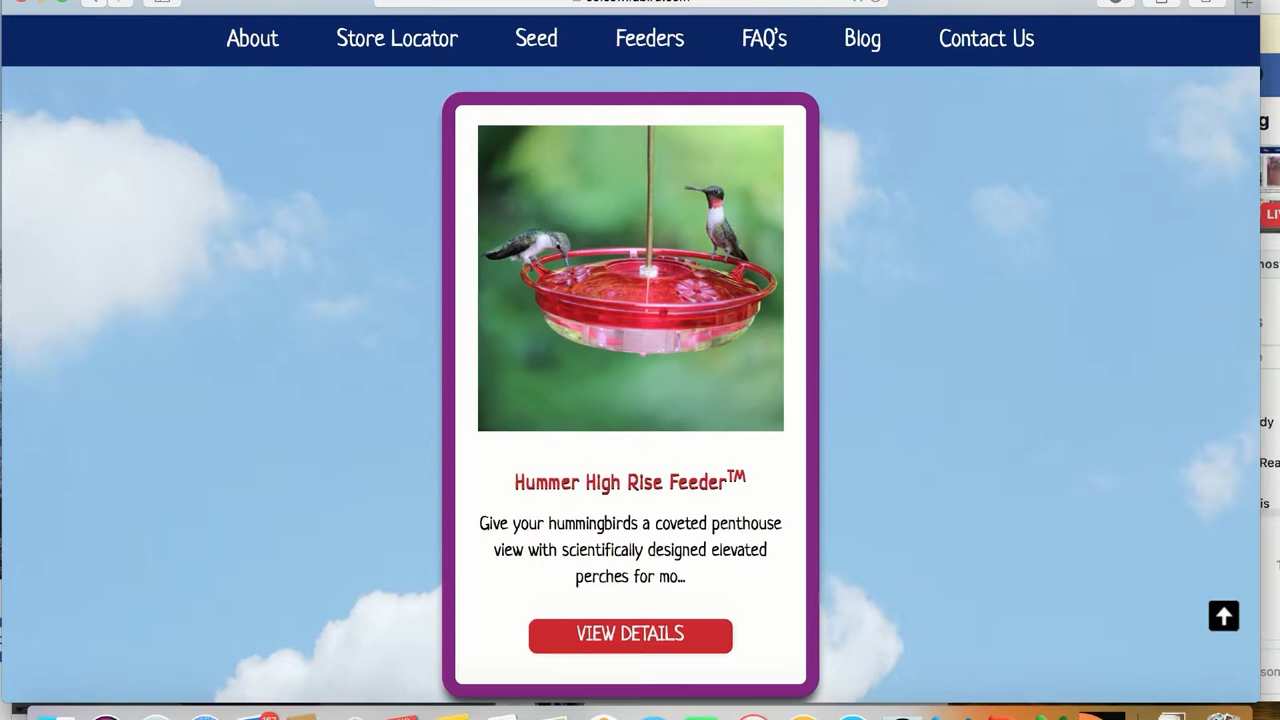 About Store Locator Seed Feeders FAQ's Blog Contact Us
Hummer High Rise Feeder™
Give your hummingbirds a coveted penthouse
view with scientifically designed elevated
perches for mo...
VIEW DETAILS